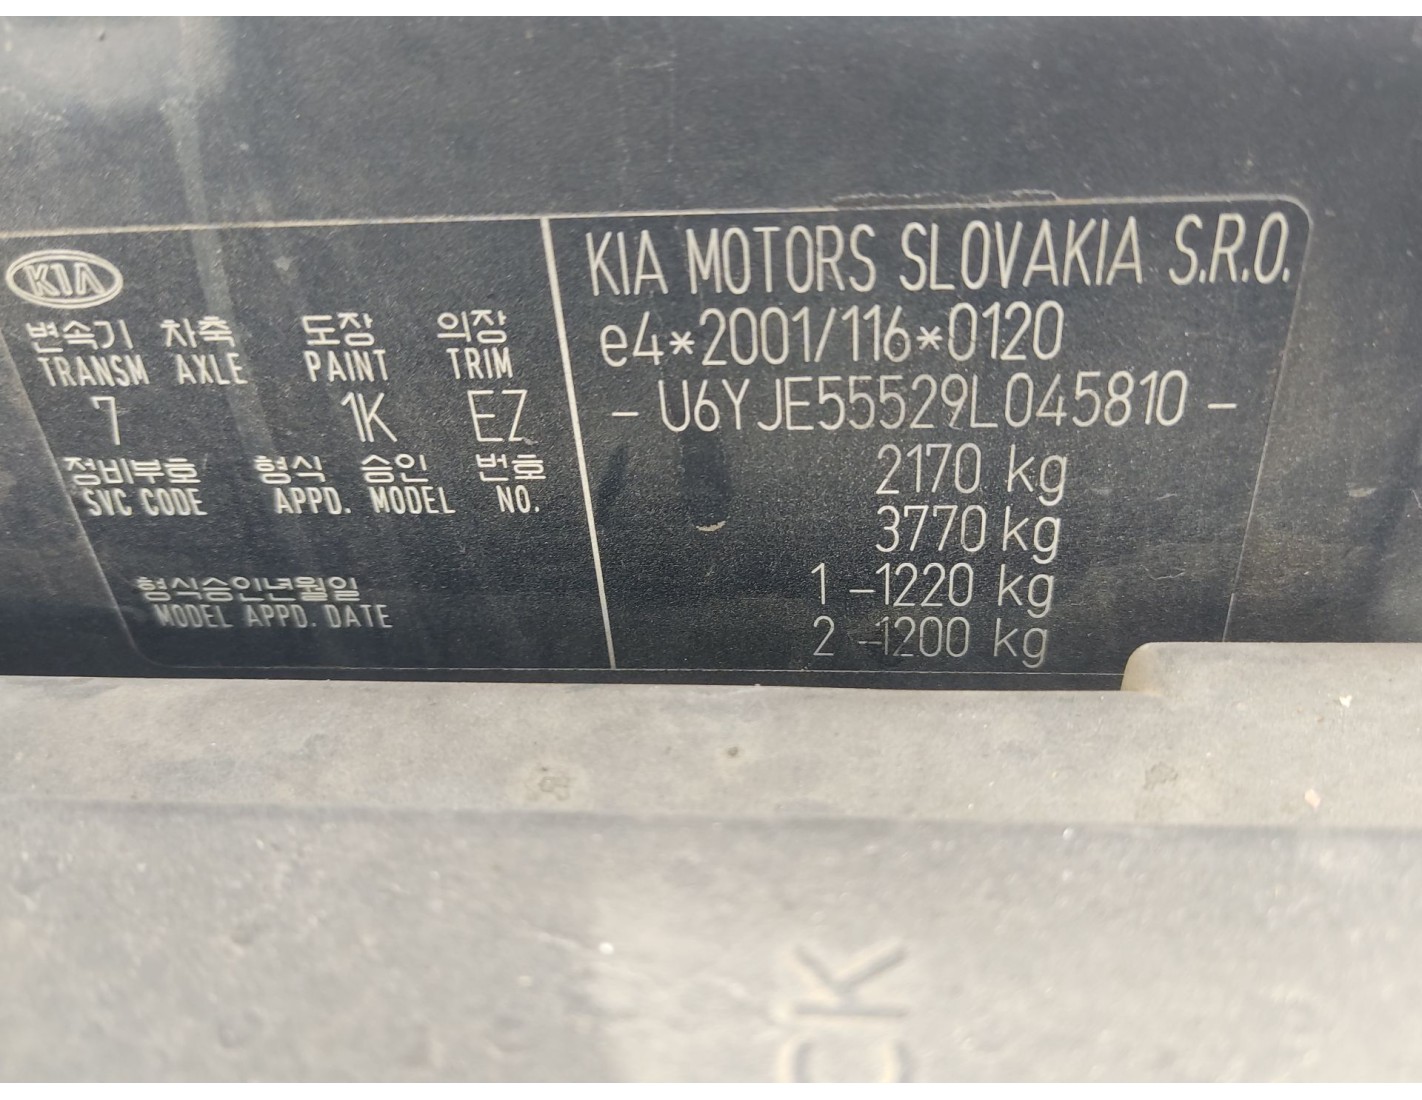 KIA
변속기 차축 도장 의장
TRANSM AXLE PAINT TRIM
7 1K EZ
정비부호 형식 승인 번호
SVC CODE APPD. MODEL NO.
형식승인년월일
MODEL APPD. DATE
KIA MOTORS SLOVAKIA S.R.O.
e4*2001/116*0120
- U6YJE55529L045810 -
2170 kg
3770 kg
1 -1220 kg
2 -1200 kg
CK